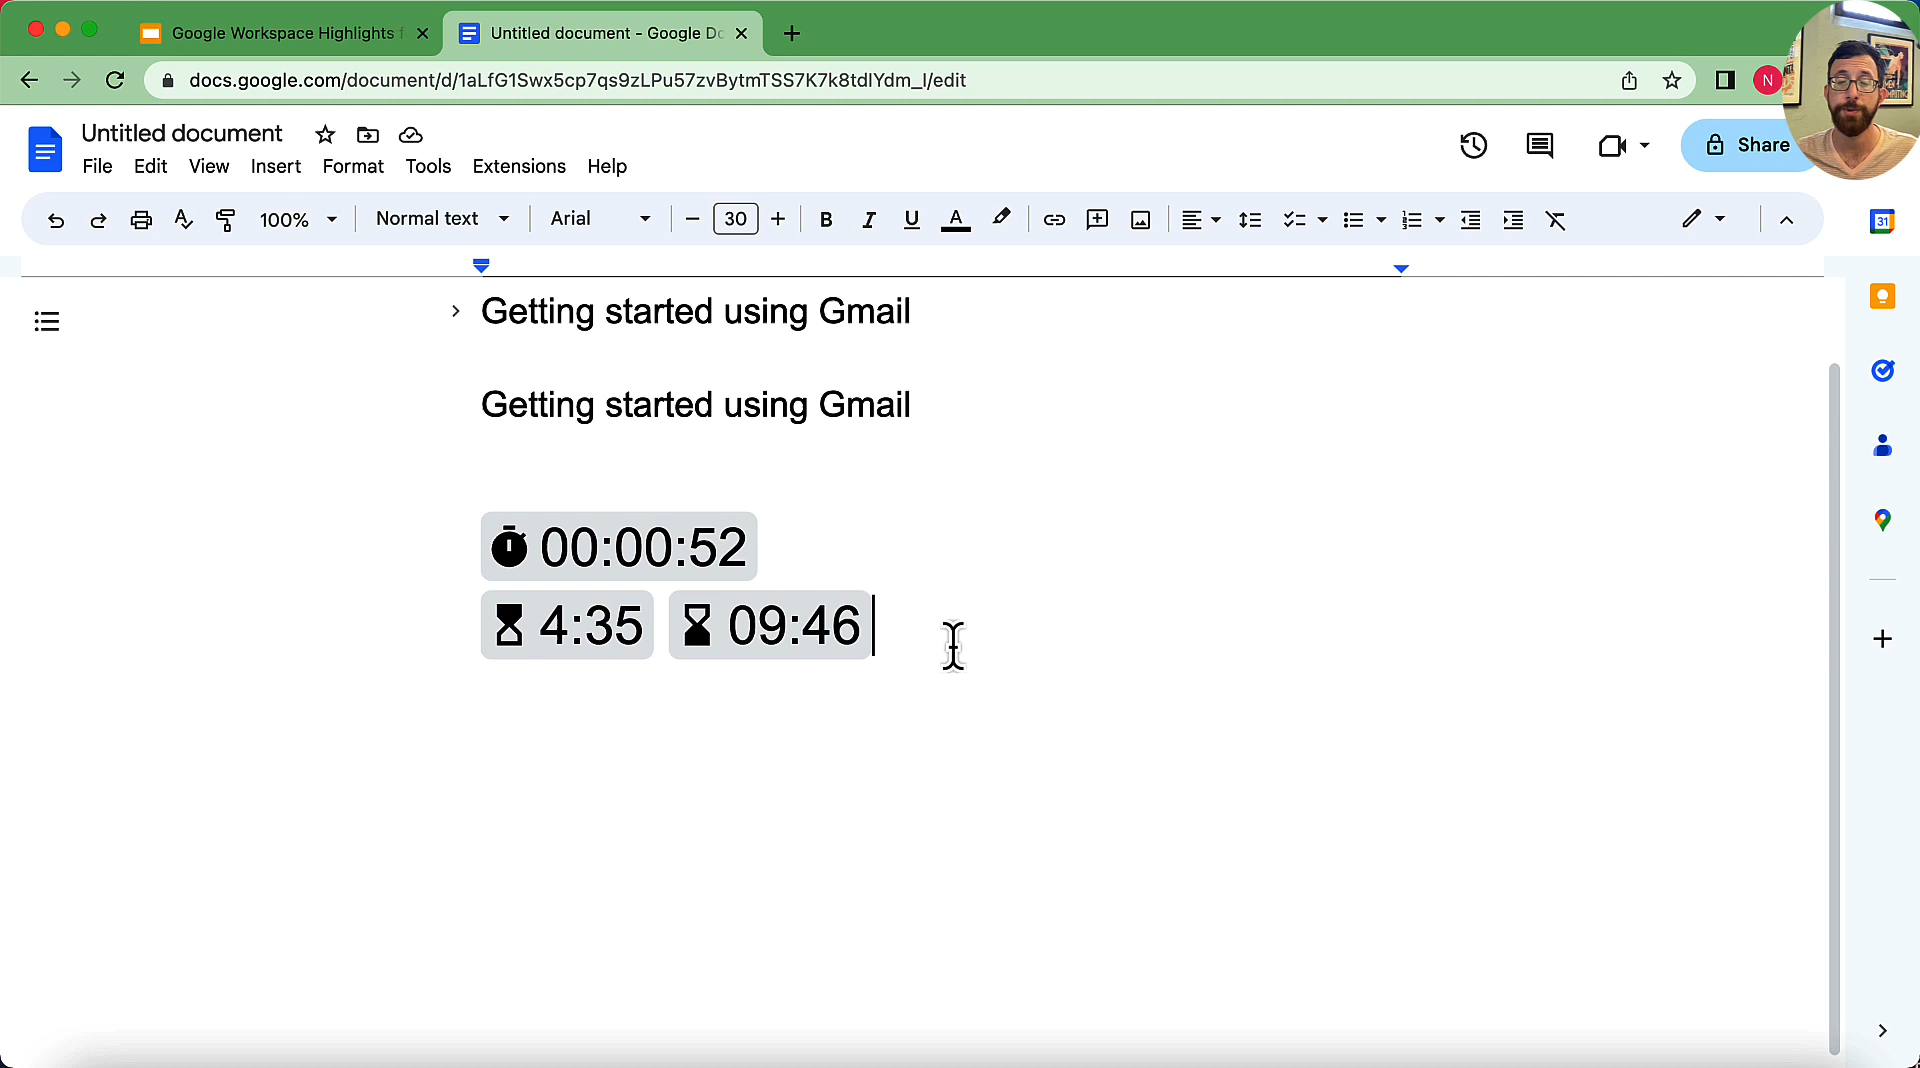 Google Workspace Highlights f
Untitled document - Google Dc
docs.google.com/document/d/1aLfG1Swx5cp7qs9zLPu57zvBytmTSS7K7k8tdIYdm_I/edit
N
Untitled document
File Edit View Insert Format Tools Extensions Help
Share
100% Normal text Arial 30 B I U A
31
Getting started using Gmail
Getting started using Gmail
00:00:52
4:35 09:46